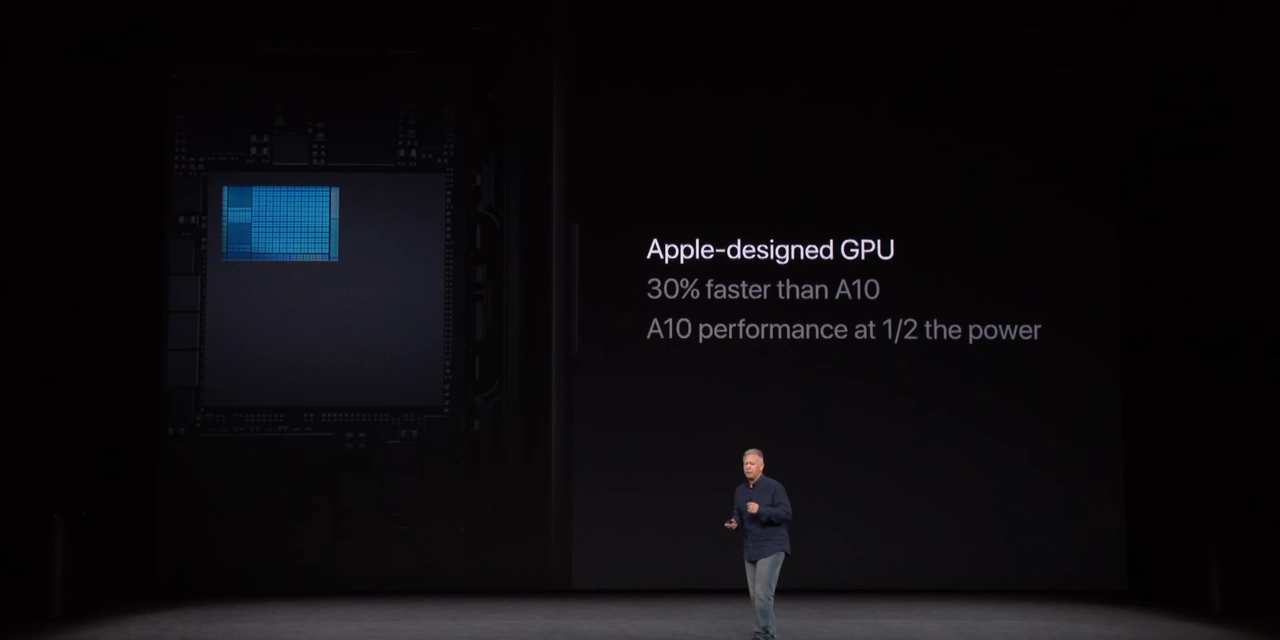 Apple-designed GPU
30% faster than A10
A10 performance at 1/2 the power